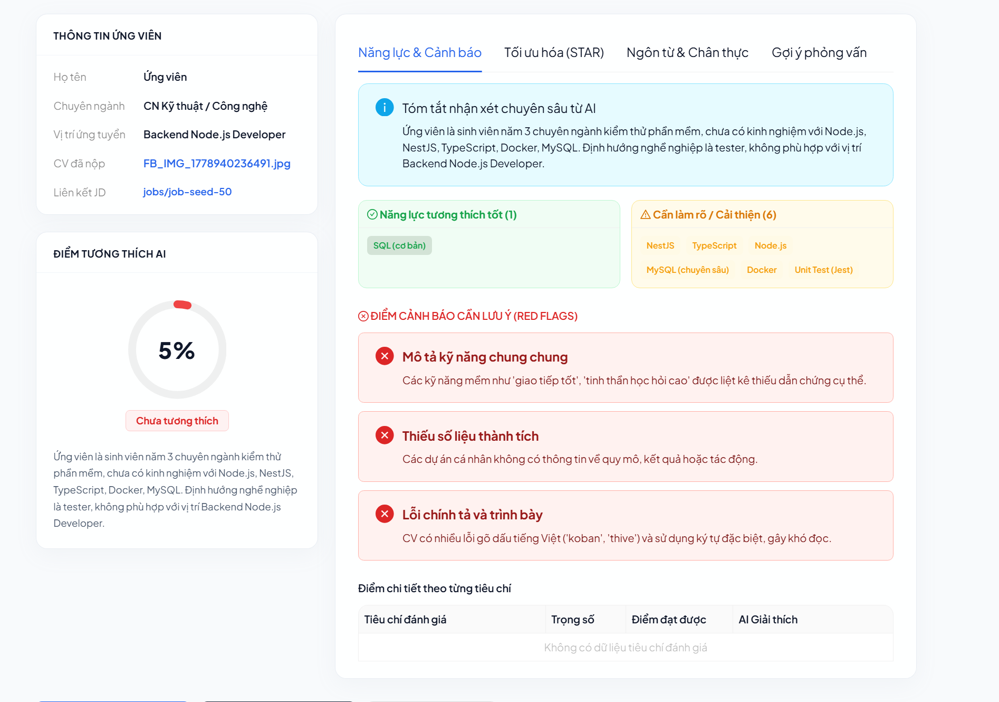 THÔNG TIN ỨNG VIÊN
Họ tên Ứng viên
Chuyên ngành CN Kỹ thuật / Công nghệ
Vị trí ứng tuyển Backend Node.js Developer
CV đã nộp FB_IMG_1778940236491.jpg
Liên kết JD jobs/job-seed-50
ĐIỂM TƯƠNG THÍCH AI
5%
Chưa tương thích
Ứng viên là sinh viên năm 3 chuyên ngành kiểm thử
phần mềm, chưa có kinh nghiệm với Node.js, NestJS,
TypeScript, Docker, MySQL. Định hướng nghề nghiệp
là tester, không phù hợp với vị trí Backend Node.js
Developer.
Năng lực & Cảnh báo Tối ưu hóa (STAR) Ngôn từ & Chân thực Gợi ý phỏng vấn
Tóm tắt nhận xét chuyên sâu từ AI
Ứng viên là sinh viên năm 3 chuyên ngành kiểm thử phần mềm, chưa có kinh nghiệm với Node.js,
NestJS, TypeScript, Docker, MySQL. Định hướng nghề nghiệp là tester, không phù hợp với vị trí
Backend Node.js Developer.
Năng lực tương thích tốt (1)
SQL (cơ bản)
Cần làm rõ / Cải thiện (6)
NestJS TypeScript Node.js
MySQL (chuyên sâu) Docker Unit Test (Jest)
ĐIỂM CẢNH BÁO CẦN LƯU Ý (RED FLAGS)
Mô tả kỹ năng chung chung
Các kỹ năng mềm như 'giao tiếp tốt', 'tinh thần học hỏi cao' được liệt kê thiếu dẫn chứng cụ thể.
Thiếu số liệu thành tích
Các dự án cá nhân không có thông tin về quy mô, kết quả hoặc tác động.
Lỗi chính tả và trình bày
CV có nhiều lỗi gõ dấu tiếng Việt ('koban', 'thive') và sử dụng ký tự đặc biệt, gây khó đọc.
Điểm chi tiết theo từng tiêu chí
Tiêu chí đánh giá Trọng số Điểm đạt được AI Giải thích
Không có dữ liệu tiêu chí đánh giá